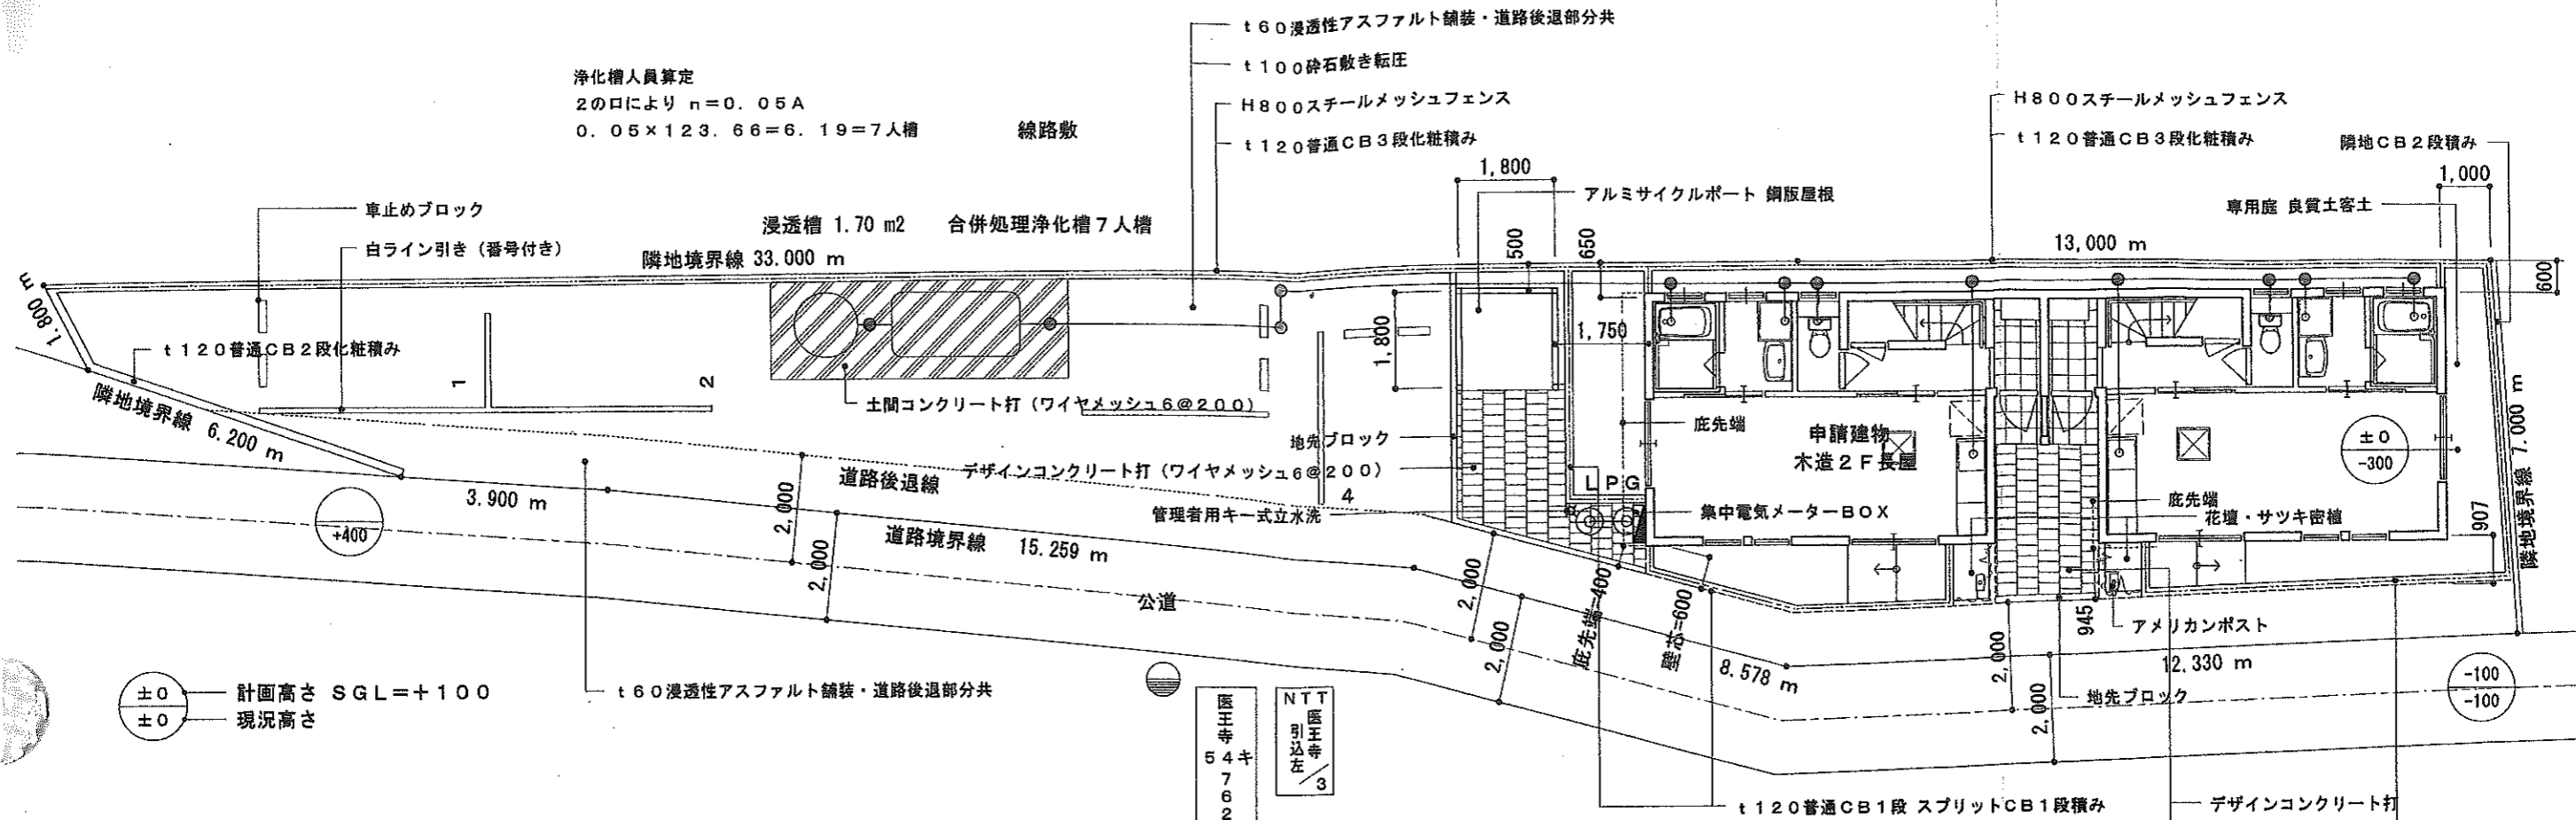 t60浸透性アスファルト舗装・道路後退部分共
t100砕石敷き転圧
浄化槽人員算定
2のロにより n=0.05A
0.05×123.66=6.19=7人槽
線路敷
H800スチールメッシュフェンス
t120普通CB3段化粧積み
H800スチールメッシュフェンス
t120普通CB3段化粧積み
隣地CB2段積み
1,800
1,000
アルミサイクルポート 鋼版屋根
専用庭 良質土客土
車止めブロック
白ライン引き(番号付き)
浸透槽 1.70 m2
合併処理浄化槽7人槽
隣地境界線 33.000 m
500
650
13,000 m
600
1.800 m
t120普通CB2段化粧積み
1
2
1,800
1,750
隣地境界線 6.200 m
土間コンクリート打(ワイヤメッシュ6@200)
地先ブロック
庇先端
申請建物
木造2F長屋
±0
-300
隣地境界線 7.000 m
デザインコンクリート打(ワイヤメッシュ6@200)
道路後退線
LPG
4
3.900 m
2,000
管理者用キー式立水洗
集中電気メーターBOX
庇先端
花壇・サツキ密植
907
+400
道路境界線 15.259 m
2,000
公道
2,000
2,000
庇先端=400
壁芯=600
8.578 m
945
アメリカンポスト
2,000
2,000
12.330 m
地先ブロック
-100
-100
±0
±0
計画高さ SGL=+100
現況高さ
t60浸透性アスファルト舗装・道路後退部分共
医王寺
54キ
7
6
2
NTT
医王寺
引込左
/3
t120普通CB1段 スプリットCB1段積み
デザインコンクリート打